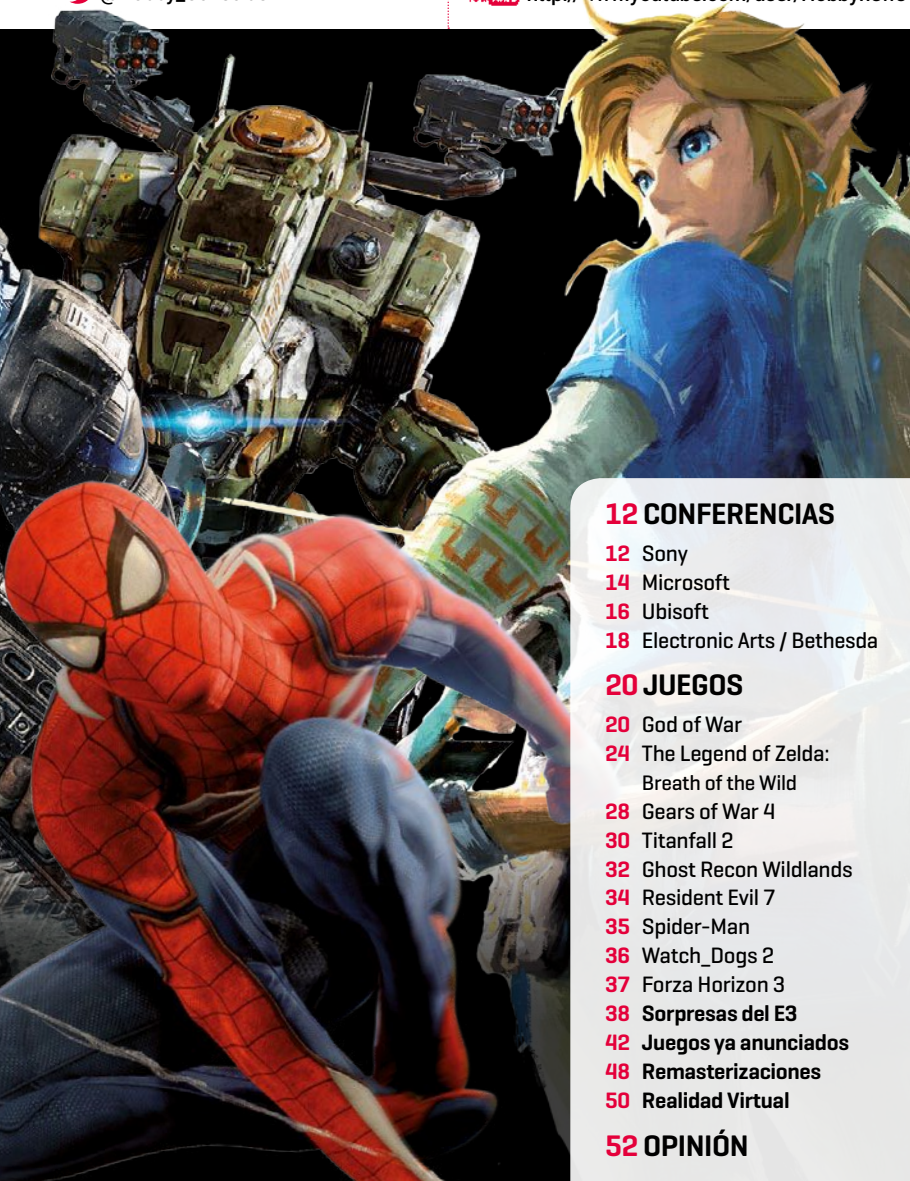 12 CONFERENCIAS
12 Sony
14 Microsoft
16 Ubisoft
18 Electronic Arts / Bethesda
20 JUEGOS
20 God of War
24 The Legend of Zelda:
Breath of the Wild
28 Gears of War 4
30 Titanfall 2
32 Ghost Recon Wildlands
34 Resident Evil 7
35 Spider-Man
36 Watch_Dogs 2
37 Forza Horizon 3
38 Sorpresas del E3
42 Juegos ya anunciados
48 Remasterizaciones
50 Realidad Virtual
52 OPINIÓN